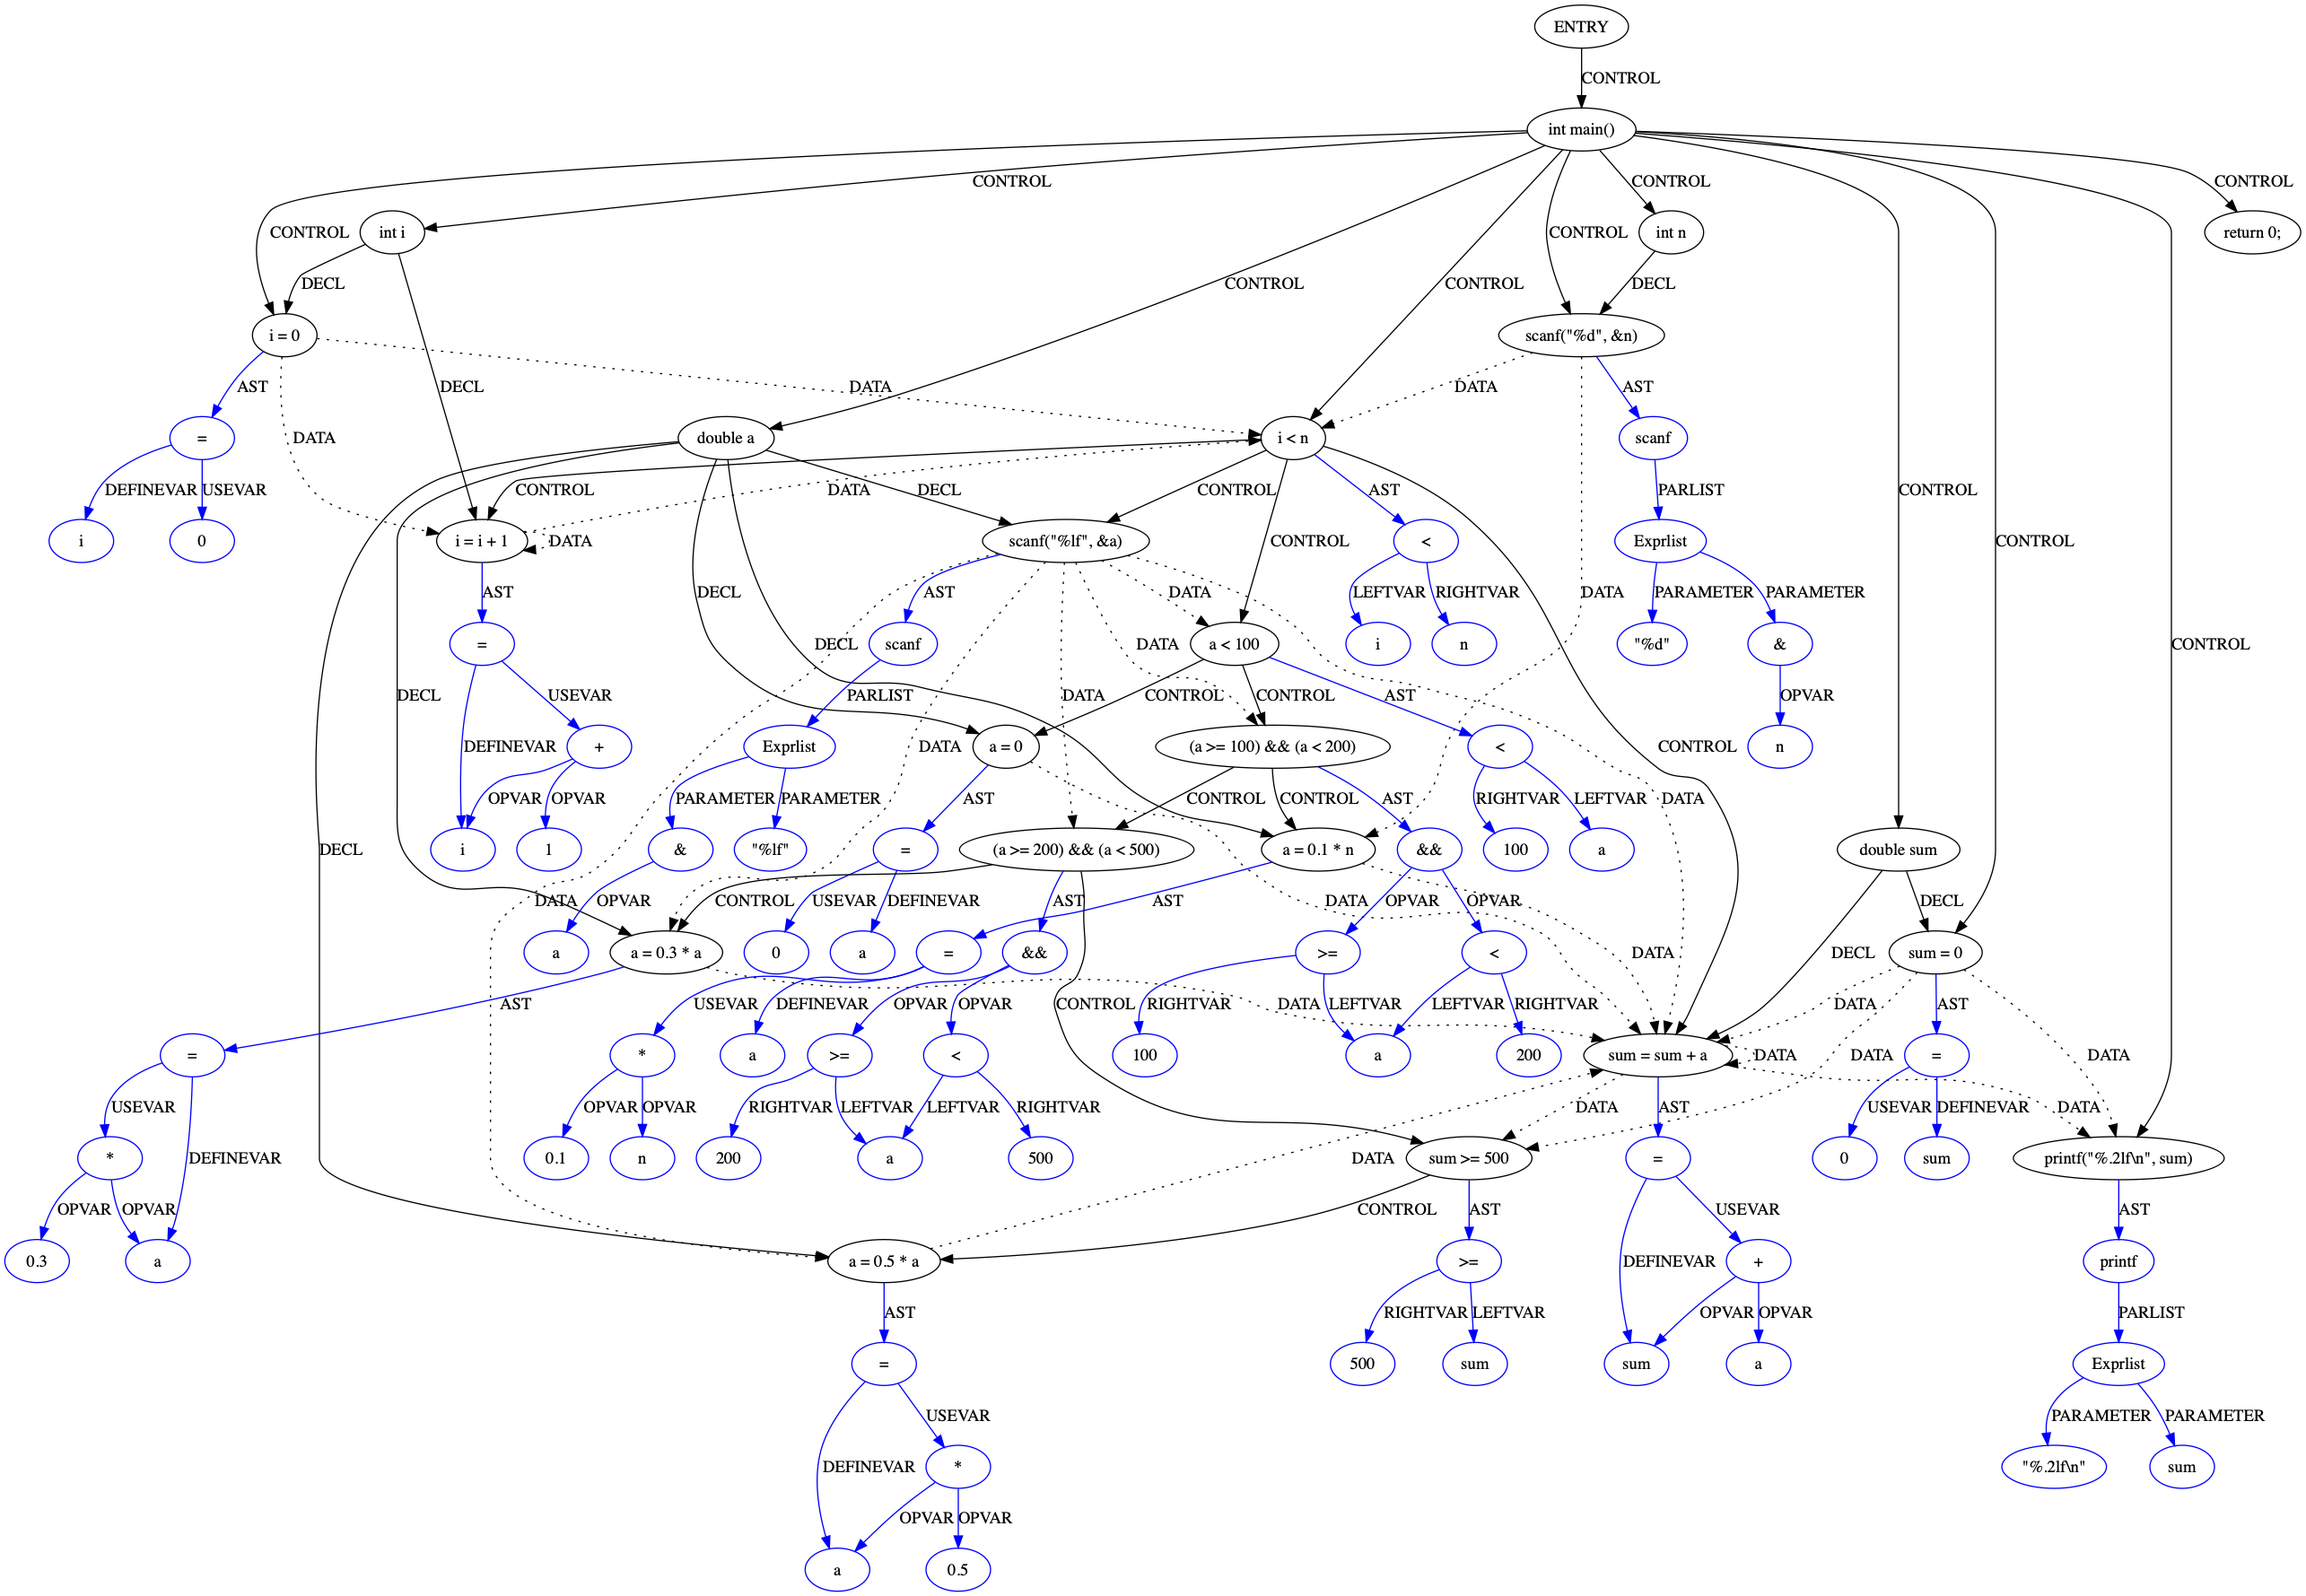 ENTRY
CONTROL
int main()
CONTROL
CONTROL
CONTROL
int i
CONTROL
CONTROL
int n
return 0;
DECL
CONTROL
CONTROL
DECL
i = 0
scanf("%d", &n)
AST
DECL
DATA
DATA
AST
=
DATA
double a
i < n
scanf
DEFINEVAR
USEVAR
CONTROL
DATA
DECL
CONTROL
AST
PARLIST
CONTROL
i
0
i = i + 1
DATA
scanf("%lf", &a)
CONTROL
<
Exprlist
CONTROL
AST
DECL
AST
DATA
LEFTVAR
RIGHTVAR
DATA
PARAMETER
PARAMETER
=
DECL
scanf
DATA
a < 100
i
n
"%d"
&
CONTROL
USEVAR
DECL
PARLIST
DATA
CONTROL
CONTROL
AST
OPVAR
DEFINEVAR
+
Exprlist
DATA
a = 0
(a >= 100) && (a < 200)
CONTROL
<
n
OPVAR
OPVAR
PARAMETER
PARAMETER
AST
CONTROL
CONTROL
AST
RIGHTVAR
LEFTVAR
DATA
DECL
i
1
&
"%lf"
=
(a >= 200) && (a < 500)
a = 0.1 * n
&&
100
a
double sum
DATA
OPVAR
CONTROL
USEVAR
DEFINEVAR
AST
AST
DATA
OPVAR
OPVAR
DECL
a
a = 0.3 * a
0
a
=
&&
>=
<
DATA
DECL
sum = 0
AST
USEVAR
DEFINEVAR
OPVAR
OPVAR
CONTROL
RIGHTVAR
LEFTVAR
DATA
LEFTVAR
RIGHTVAR
DATA
AST
=
*
a
>=
<
100
a
200
sum = sum + a
DATA
DATA
=
DATA
USEVAR
OPVAR
OPVAR
RIGHTVAR
LEFTVAR
LEFTVAR
RIGHTVAR
DATA
AST
USEVAR
DEFINEVAR
DATA
*
DEFINEVAR
0.1
n
200
a
500
DATA
sum >= 500
=
0
sum
printf("%.2lf\n", sum)
OPVAR
OPVAR
CONTROL
AST
USEVAR
AST
0.3
a
a = 0.5 * a
>=
DEFINEVAR
+
printf
AST
RIGHTVAR
LEFTVAR
OPVAR
OPVAR
PARLIST
=
500
sum
sum
a
Exprlist
USEVAR
PARAMETER
PARAMETER
DEFINEVAR
*
"%.2lf\n"
sum
OPVAR
OPVAR
a
0.5